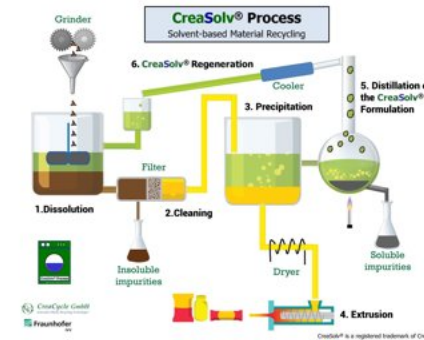 CreaSolv® Process
Solvent-based Material Recycling
Grinder
6. CreaSolv® Regeneration
Cooler
5. Distillation
the CreaSolv®
Formulation
3. Precipitation
Filter
1.Dissolution
2.Cleaning
Insoluble
impurities
Soluble
impurities
Dryer
4. Extrusion
CreaCycle GmbH
Fraunhofer
CreaSolv® is a registered trademark of